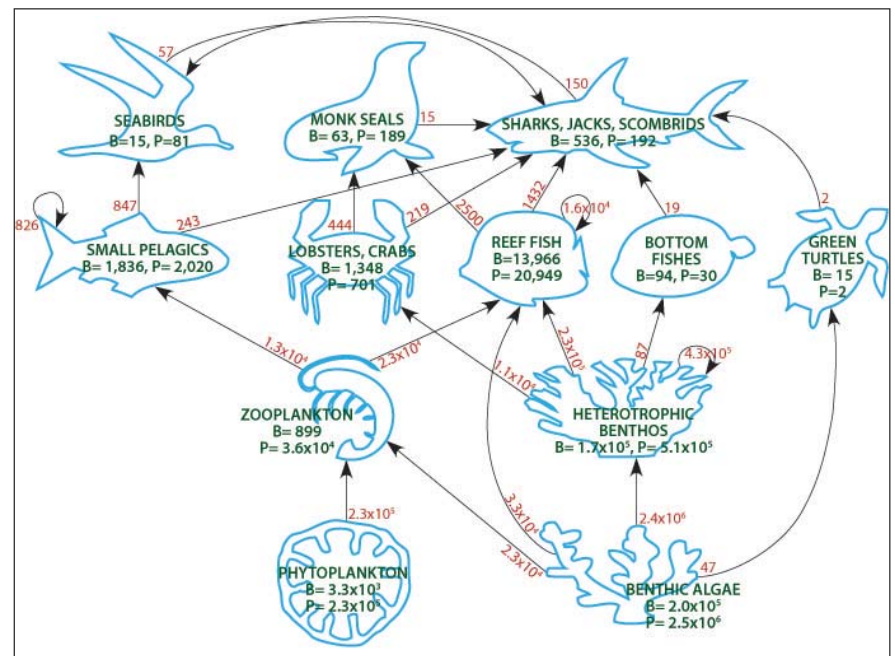 57
150
SEABIRDS
B=15, P=81
MONK SEALS
B= 63, P= 189
15
SHARKS, JACKS, SCOMBRIDS
B= 536, P= 192
826
847
243
444
219
2500
1432
1.6x10⁴
19
2
SMALL PELAGICS
B= 1,836, P= 2,020
LOBSTERS, CRABS
B= 1,348
P= 701
REEF FISH
B=13,966
P= 20,949
BOTTOM
FISHES
B=94, P=30
GREEN
TURTLES
B= 15
P=2
1.3x10⁴
2.3x10⁴
1.1x10⁴
2.3x10⁵
87
4.3x10⁵
ZOOPLANKTON
B= 899
P= 3.6x10⁴
HETEROTROPHIC
BENTHOS
B= 1.7x10⁵, P= 5.1x10⁵
2.3x10⁵
3.3x10⁴
2.3x10⁴
2.4x10⁶
47
PHYTOPLANKTON
B= 3.3x10³
P= 2.3x10⁵
BENTHIC ALGAE
B= 2.0x10⁵
P= 2.5x10⁶